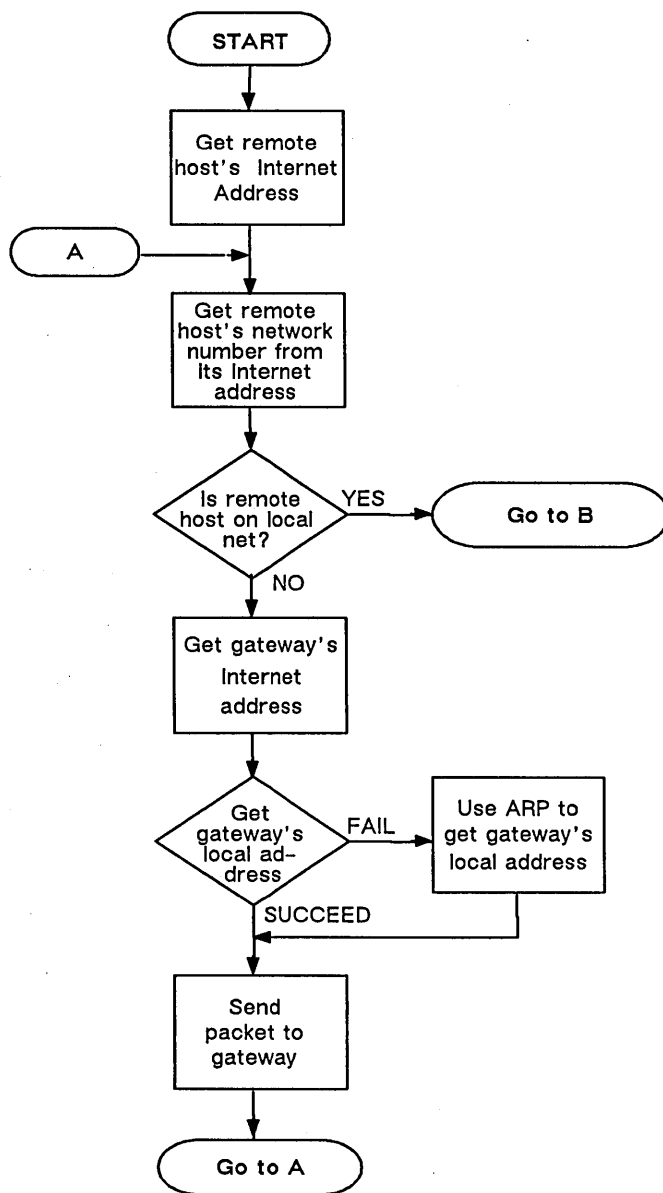 START
Get remote
host's Internet
Address
A
Get remote
host's network
number from
its Internet
address
Is remote
host on local
net?
YES
Go to B
NO
Get gateway's
Internet
address
Get
gateway's
local ad-
dress
FAIL
Use ARP to
get gateway's
local address
SUCCEED
Send
packet to
gateway
Go to A